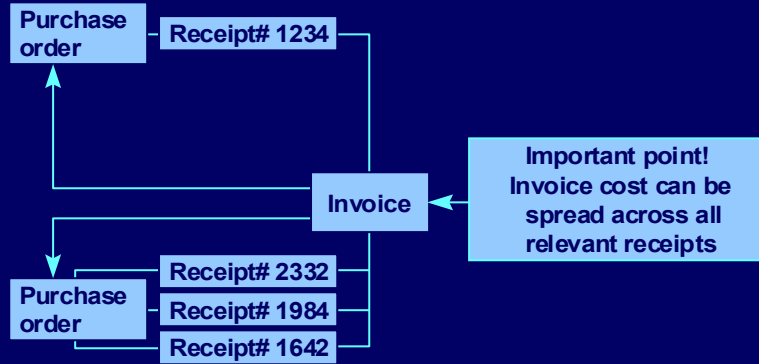 Purchase
order
Receipt# 1234
Important point!
Invoice cost can be
spread across all
relevant receipts
Invoice
Receipt# 2332
Purchase
order
Receipt# 1984
Receipt# 1642